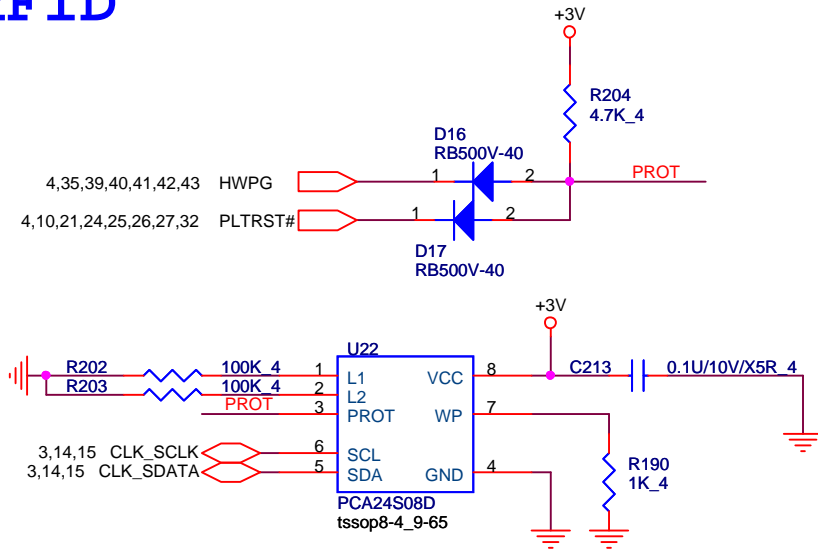 +3V
R204
4.7K_4
D16
RB500V-40
4,35,39,40,41,42,43 HWPG
1
2
PROT
4,10,21,24,25,26,27,32 PLTRST#
1
2
D17
RB500V-40
+3V
U22
R202 100K_4 1 L1 VCC 8 C213 0.1U/10V/X5R_4
R203 100K_4 2 L2
PROT 3 PROT WP 7
3,14,15 CLK_SCLK 6 SCL
3,14,15 CLK_SDATA 5 SDA GND 4
R190
1K_4
PCA24S08D
tssop8-4_9-65